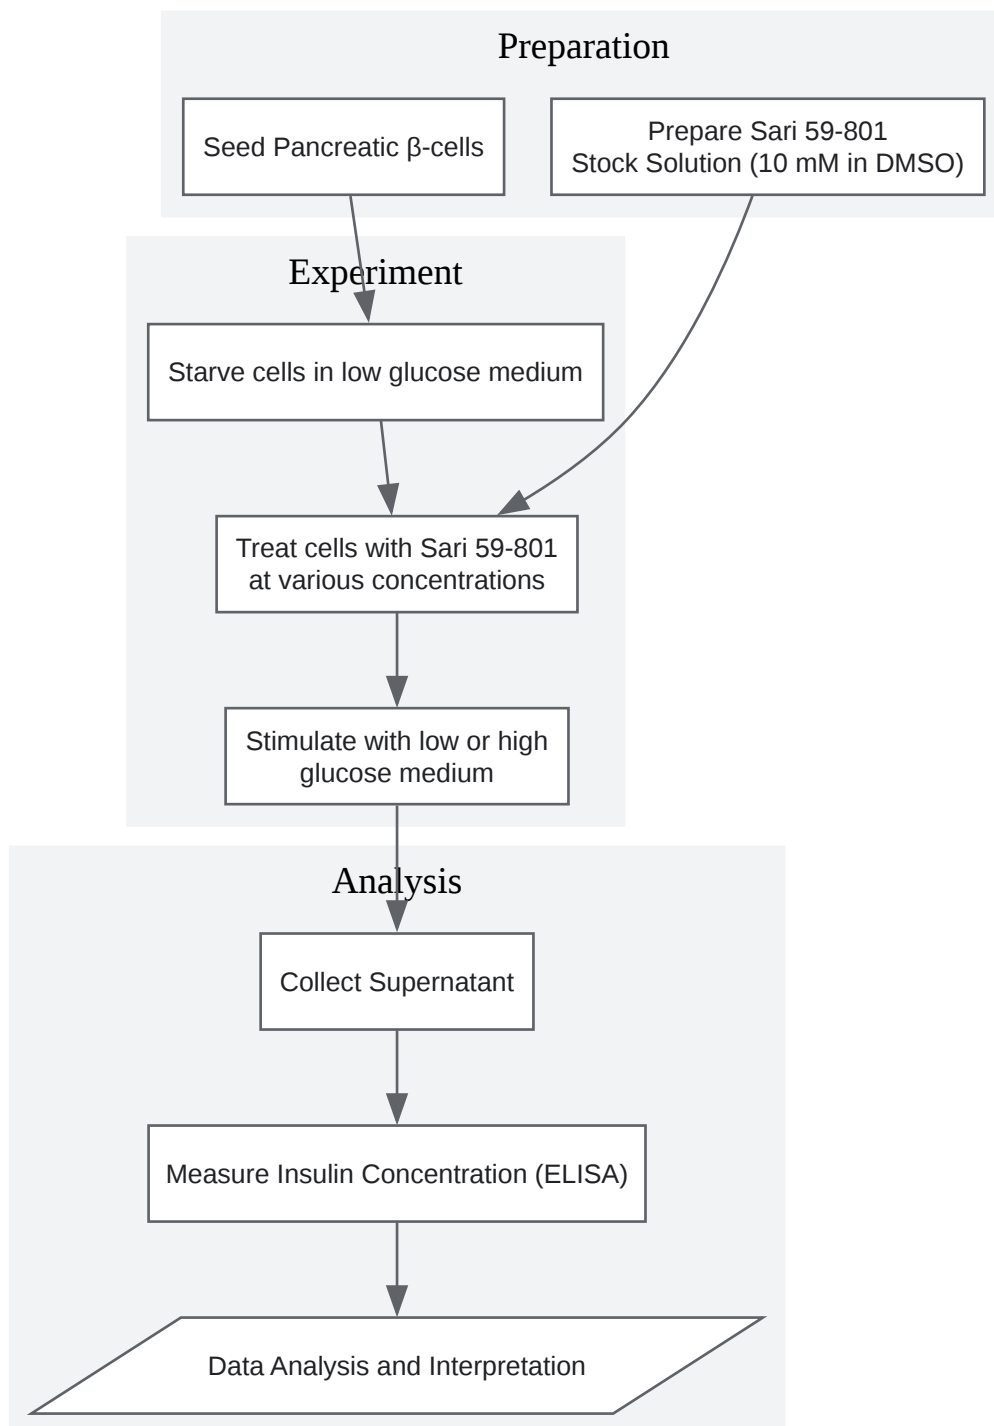 Preparation
Seed Pancreatic β-cells
Prepare Sari 59-801
Stock Solution (10 mM in DMSO)
Experiment
Starve cells in low glucose medium
Treat cells with Sari 59-801
at various concentrations
Stimulate with low or high
glucose medium
Analysis
Collect Supernatant
Measure Insulin Concentration (ELISA)
Data Analysis and Interpretation